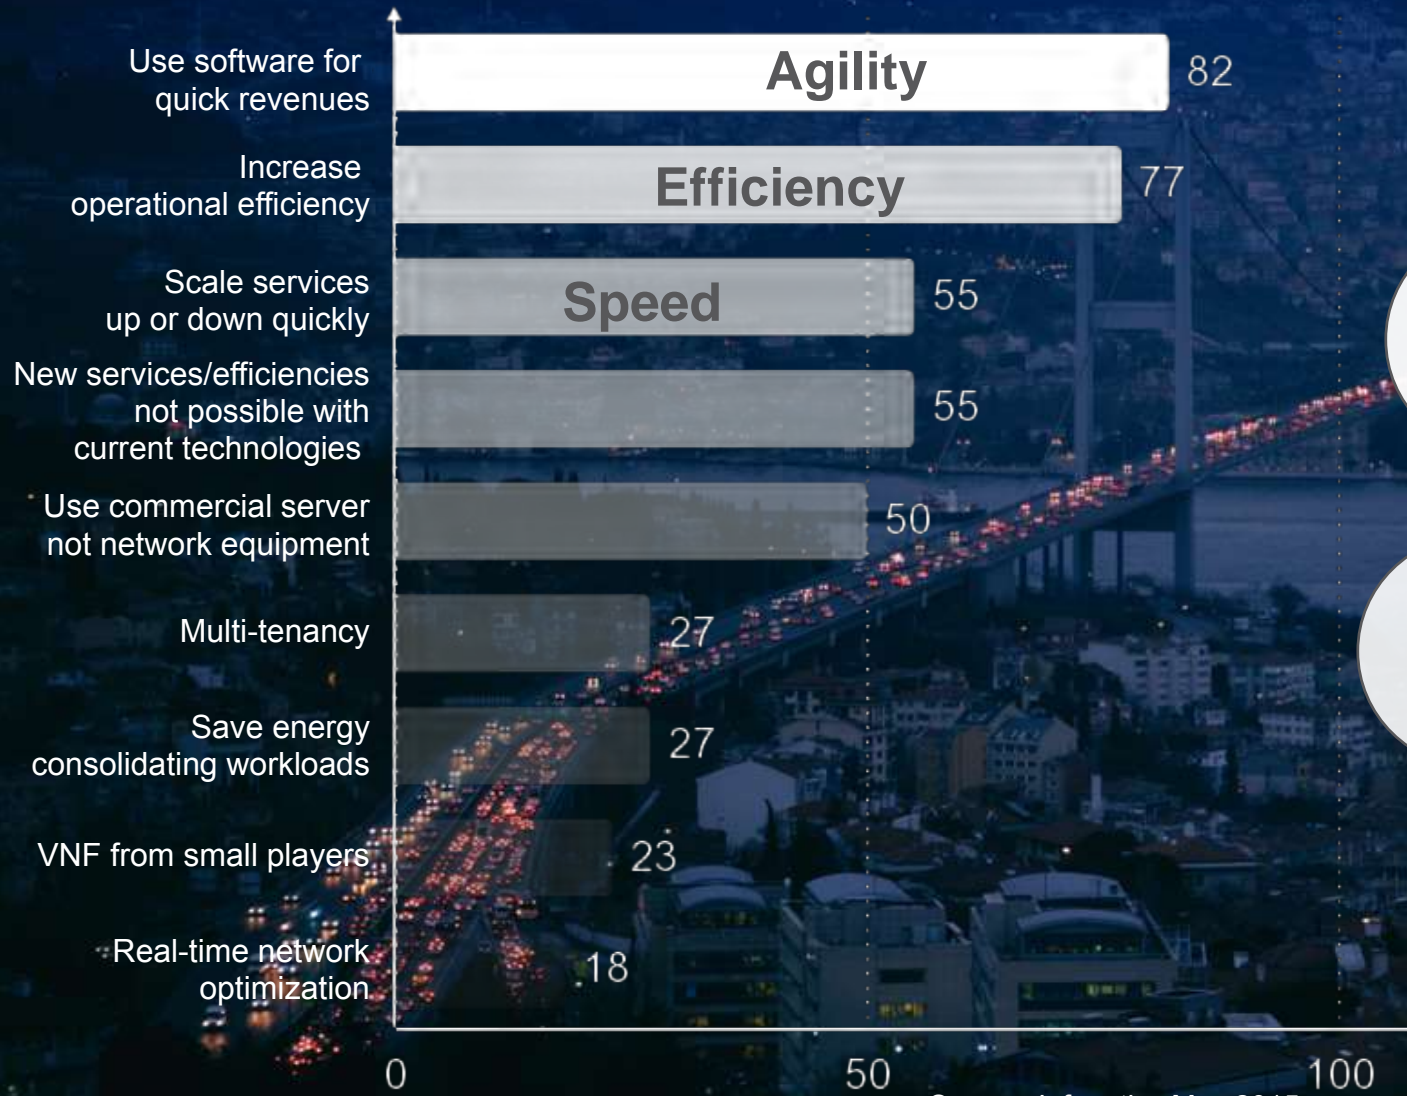 Use software for
quick revenues
Agility
82
Increase
operational efficiency
Efficiency
77
Scale services
up or down quickly
Speed
55
New services/efficiencies
not possible with
current technologies
55
Use commercial server
not network equipment
50
Multi-tenancy
27
Save energy
consolidating workloads
27
VNF from small players
23
Real-time network
optimization
18
0
50
100